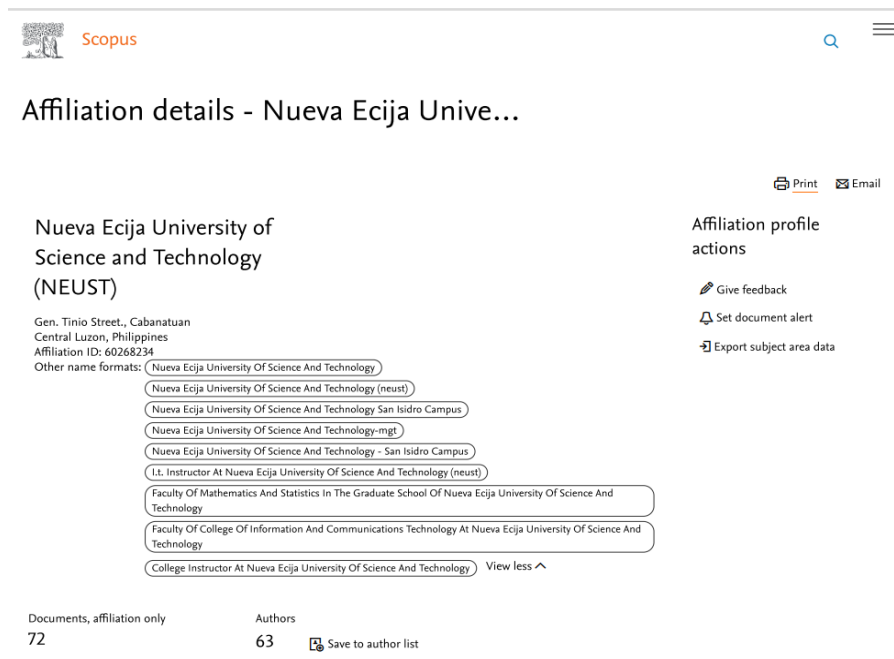 Scopus
Affiliation details - Nueva Ecija Unive...
Print Email
Nueva Ecija University of
Science and Technology
(NEUST)
Gen. Tinio Street., Cabanatuan
Central Luzon, Philippines
Affiliation ID: 60268234
Other name formats: Nueva Ecija University Of Science And Technology
Nueva Ecija University Of Science And Technology (neust)
Nueva Ecija University Of Science And Technology San Isidro Campus
Nueva Ecija University Of Science And Technology-mgt
Nueva Ecija University Of Science And Technology - San Isidro Campus
I.t. Instructor At Nueva Ecija University Of Science And Technology (neust)
Faculty Of Mathematics And Statistics In The Graduate School Of Nueva Ecija University Of Science And
Technology
Faculty Of College Of Information And Communications Technology At Nueva Ecija University Of Science And
Technology
College Instructor At Nueva Ecija University Of Science And Technology View less
Affiliation profile
actions
Give feedback
Set document alert
Export subject area data
Documents, affiliation only
72
Authors
63 Save to author list